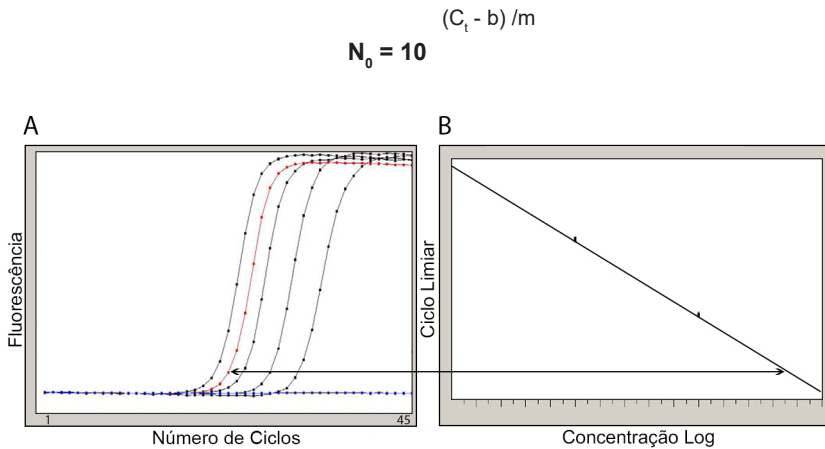 (Ct - b) /m
N0 = 10
A
B
Fluorescência
Ciclo Limiar
1
45
Número de Ciclos
Concentração Log